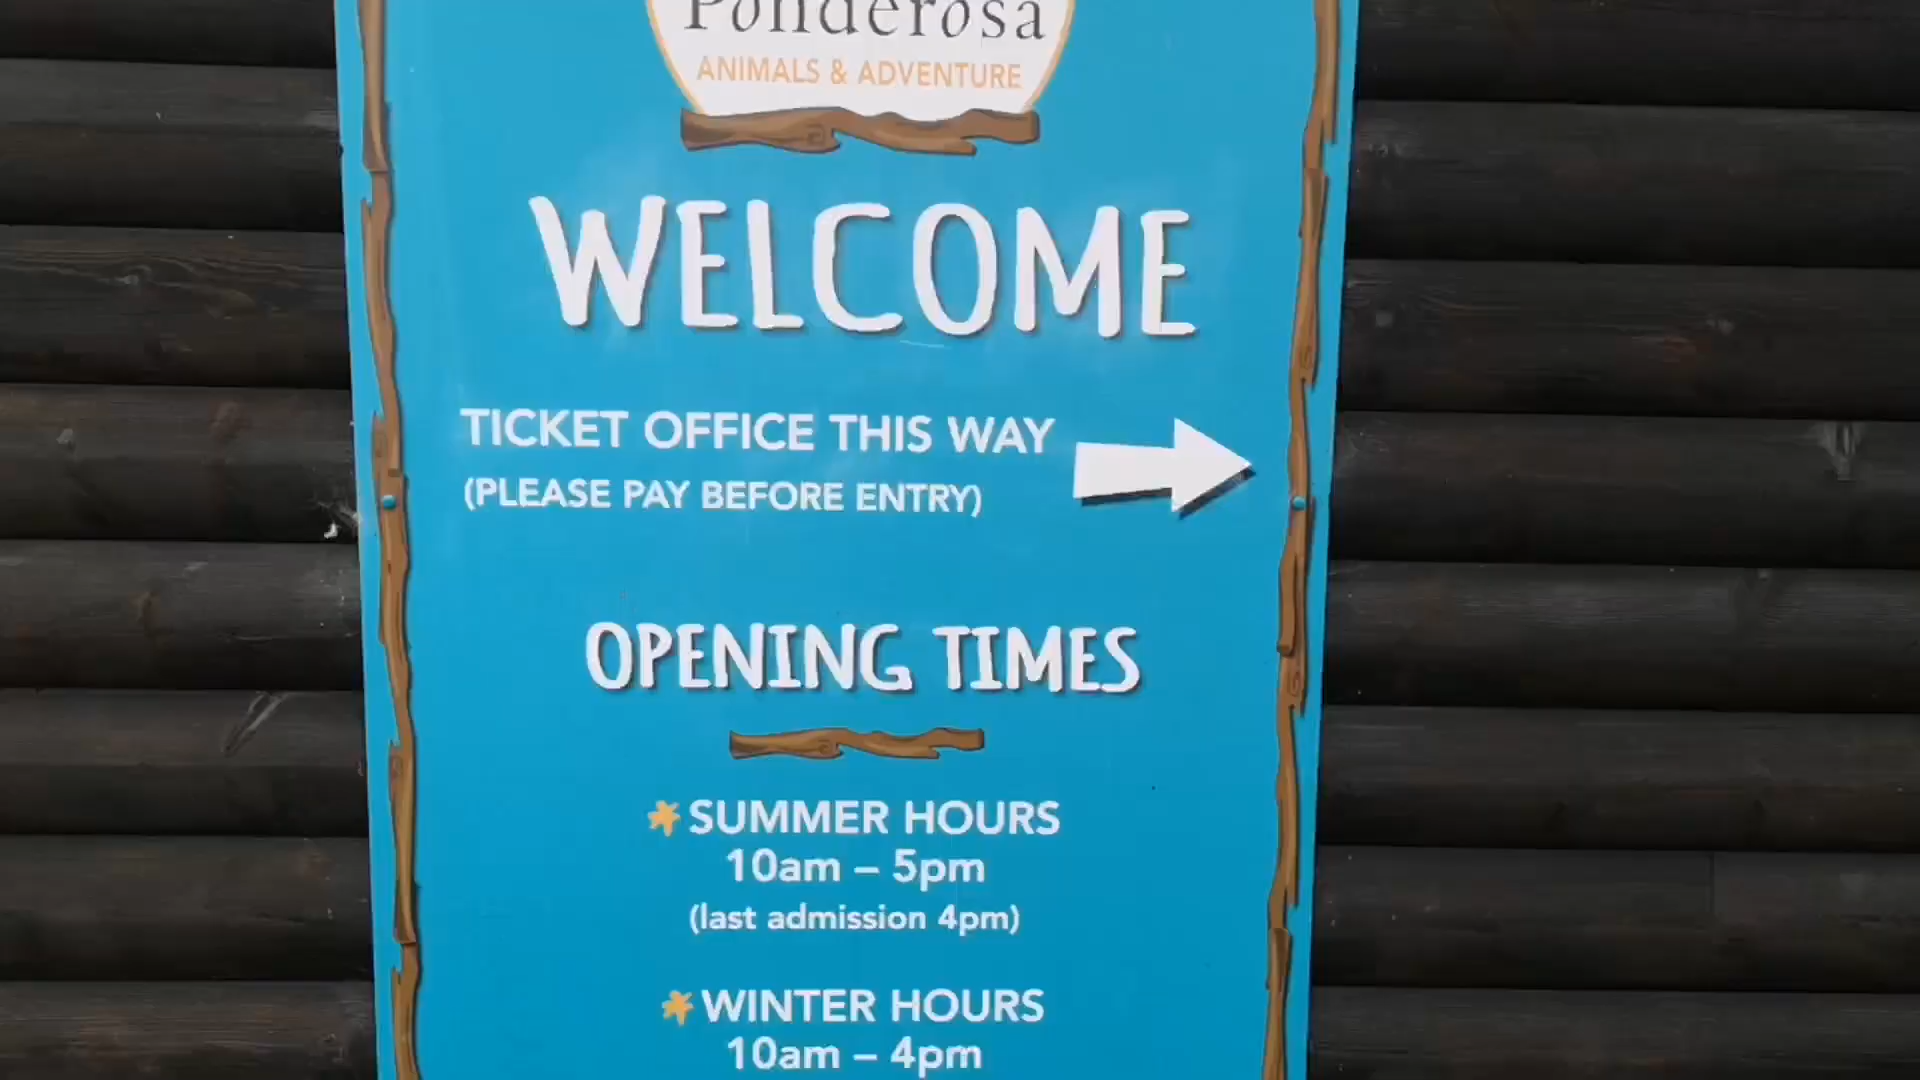 Ponderosa
ANIMALS & ADVENTURE
WELCOME
TICKET OFFICE THIS WAY
(PLEASE PAY BEFORE ENTRY)
OPENING TIMES
SUMMER HOURS
10am – 5pm
(last admission 4pm)
WINTER HOURS
10am – 4pm